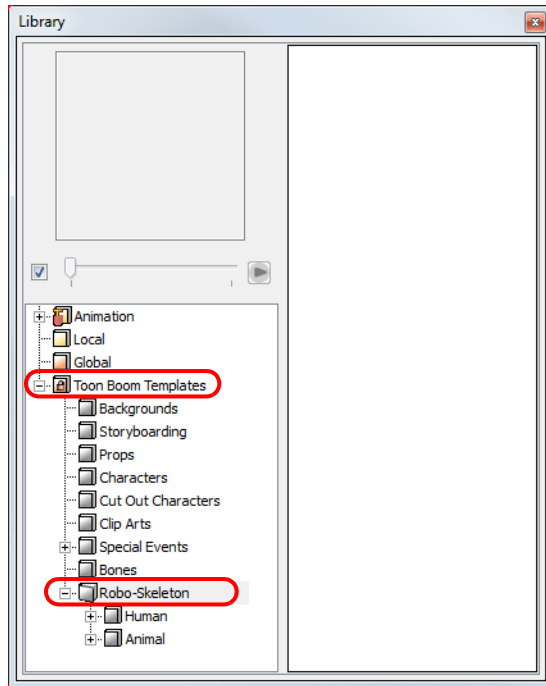 Library
Animation
Local
Global
Toon Boom Templates
Backgrounds
Storyboarding
Props
Characters
Cut Out Characters
Clip Arts
Special Events
Bones
Robo-Skeleton
Human
Animal